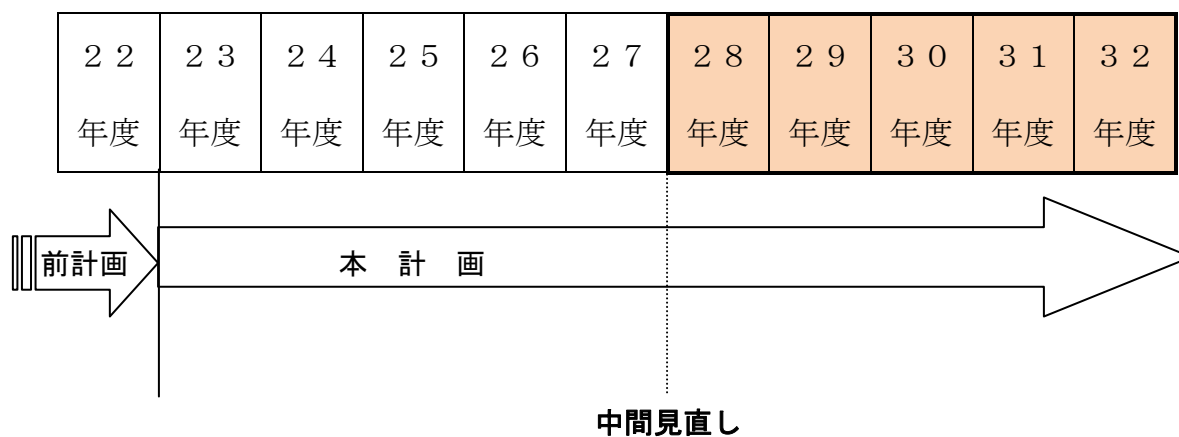 ２２ ２３ ２４ ２５ ２６ ２７ ２８ ２９ ３０ ３１ ３２
年度 年度 年度 年度 年度 年度 年度 年度 年度 年度 年度
前計画 本 計 画
中間見直し